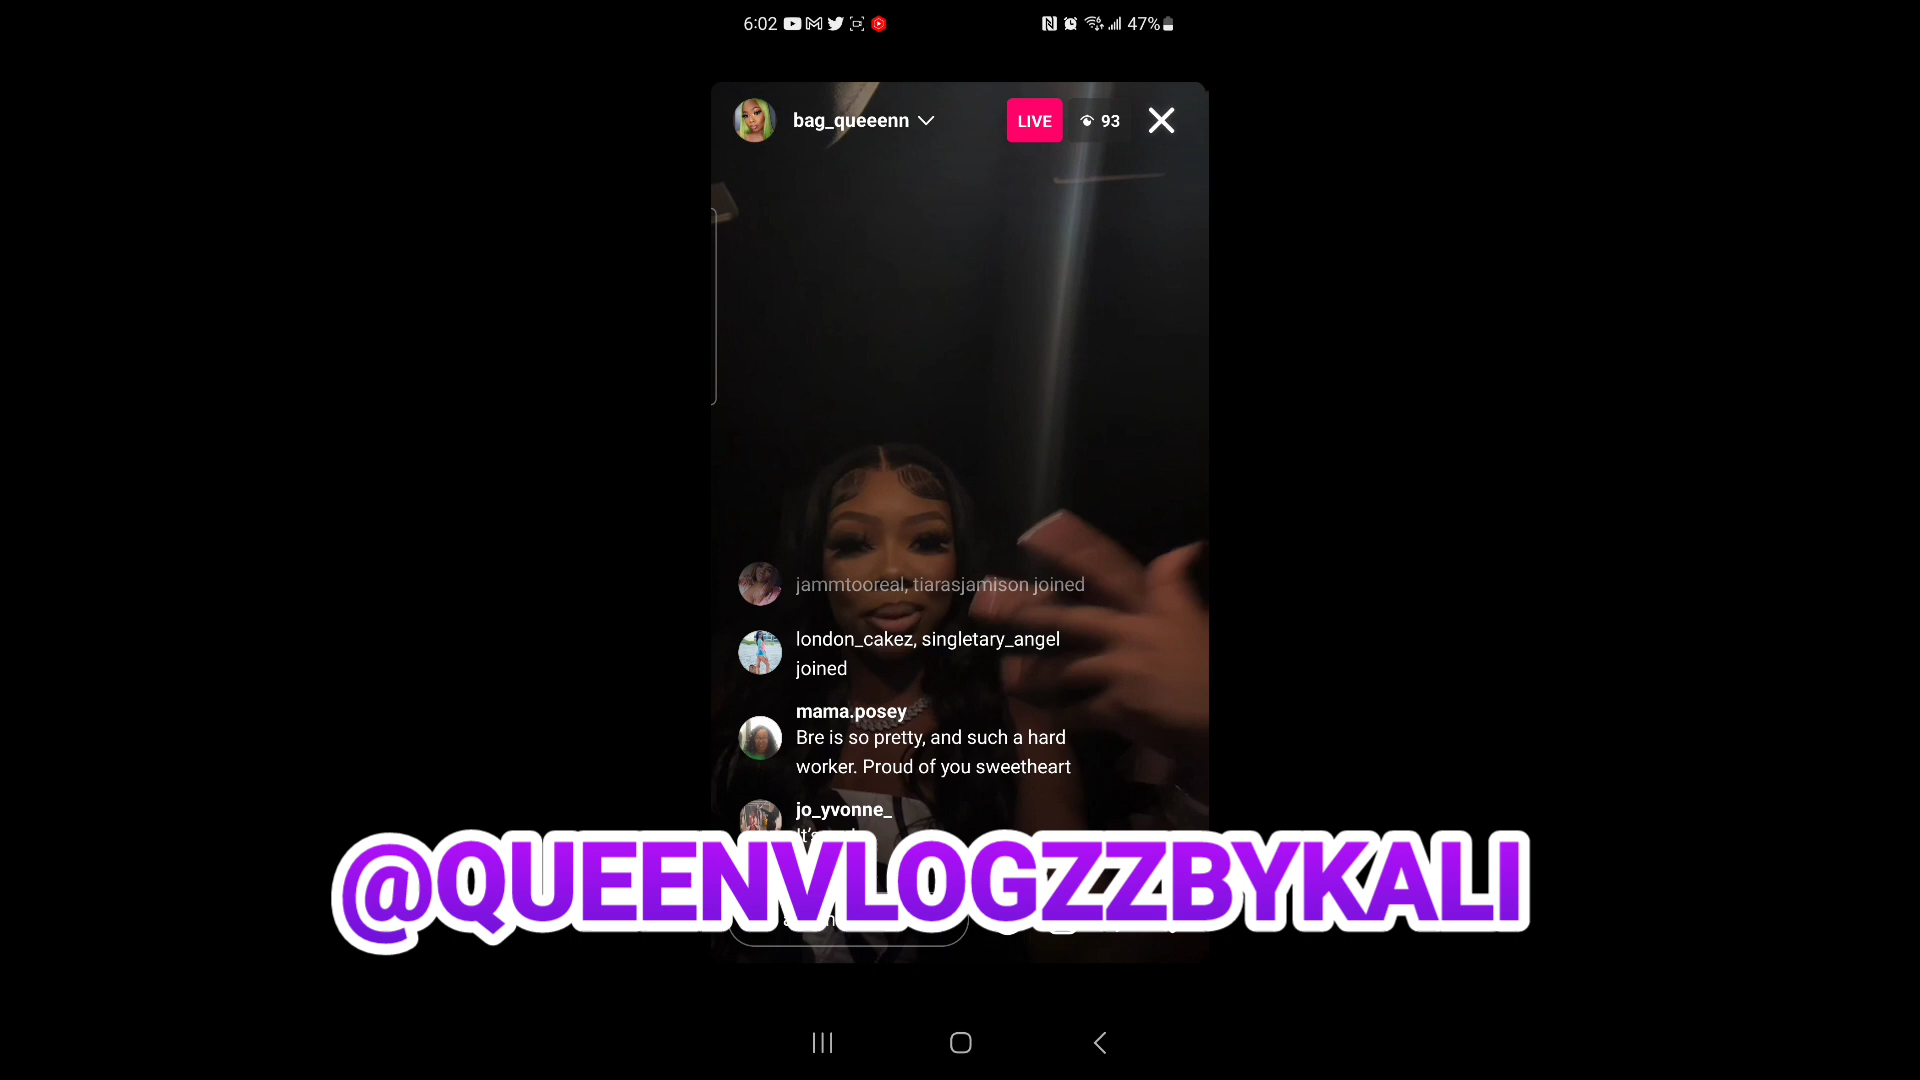 6:02
47%
bag_queeenn
LIVE
93
jammtooreal, tiarasjamison joined
london_cakez, singletary_angel
joined
mama.posey
Bre is so pretty, and such a hard
worker. Proud of you sweetheart
jo_yvonne_
@QUEENVLOGZZBYKALI